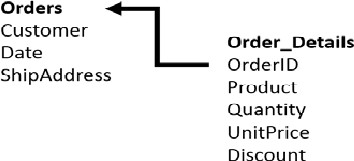 Orders
Customer
Date
ShipAddress
Order_Details
OrderID
Product
Quantity
UnitPrice
Discount